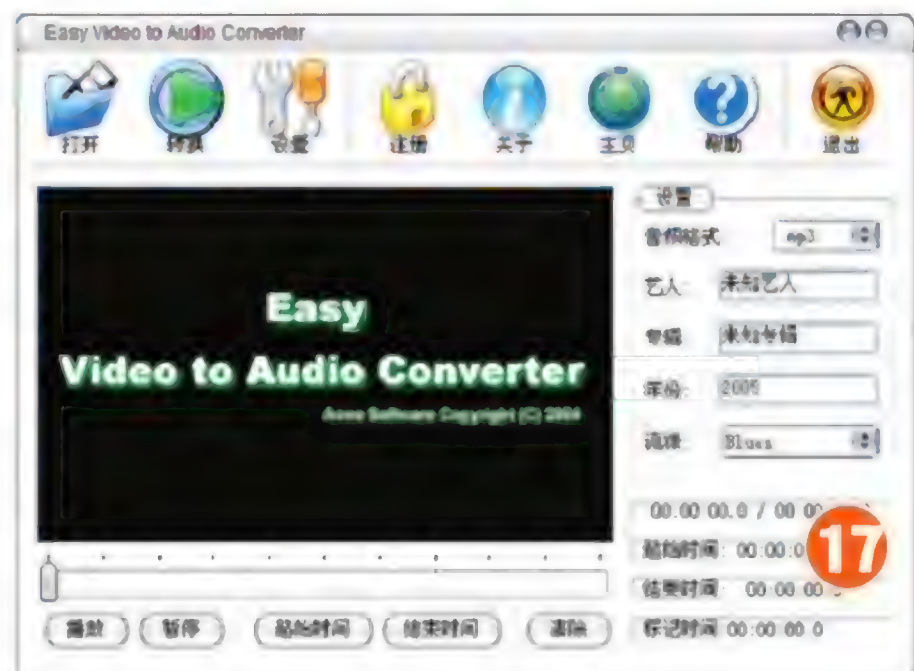 Easy Video to Audio Converter
打开 转换 设置 注册 关于 主页 帮助 退出
设置
音频格式 mp3
Easy
Video to Audio Converter
Software Copyright (C) 2004
艺人: 未知艺人
专辑: 未知专辑
年份: 2005
流派: Blues
00:00:00.0 / 00:00
起始时间: 00:00:0
17
结束时间: 00:00:00
标记时间 00:00:00.0
播放 暂停 起始时间 结束时间 清除